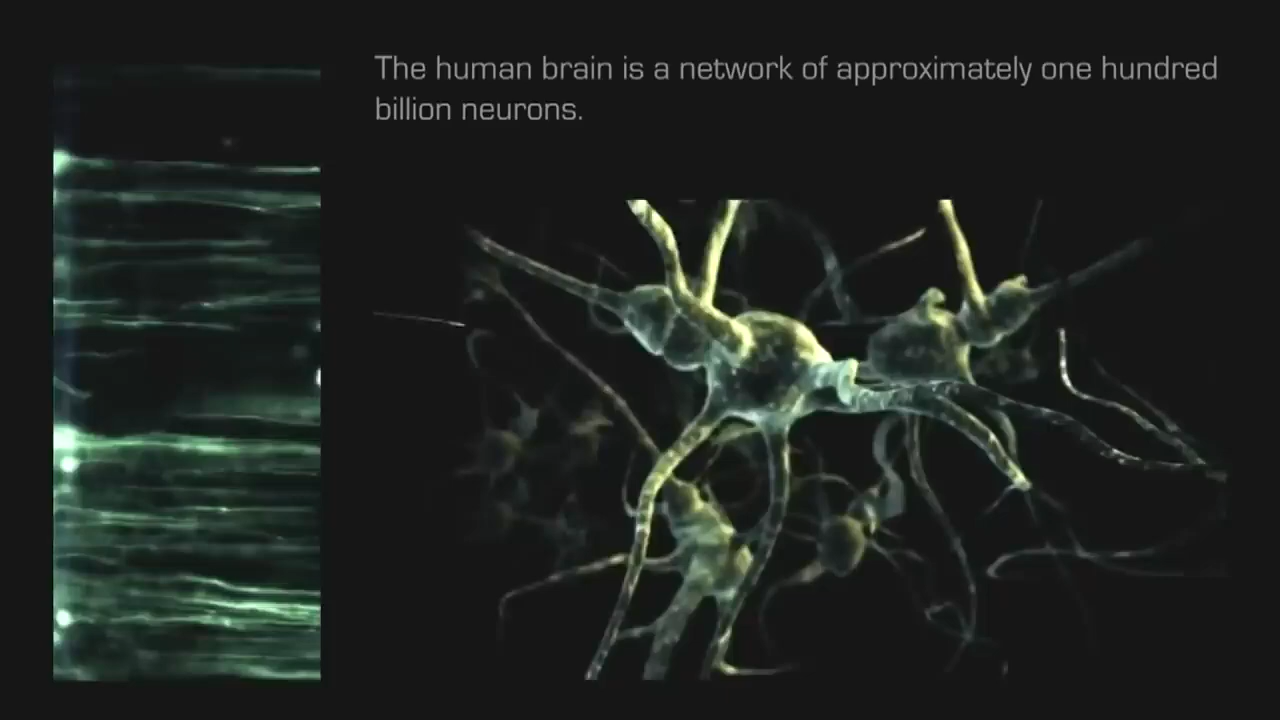 The human brain is a network of approximately one hundred
billion neurons.